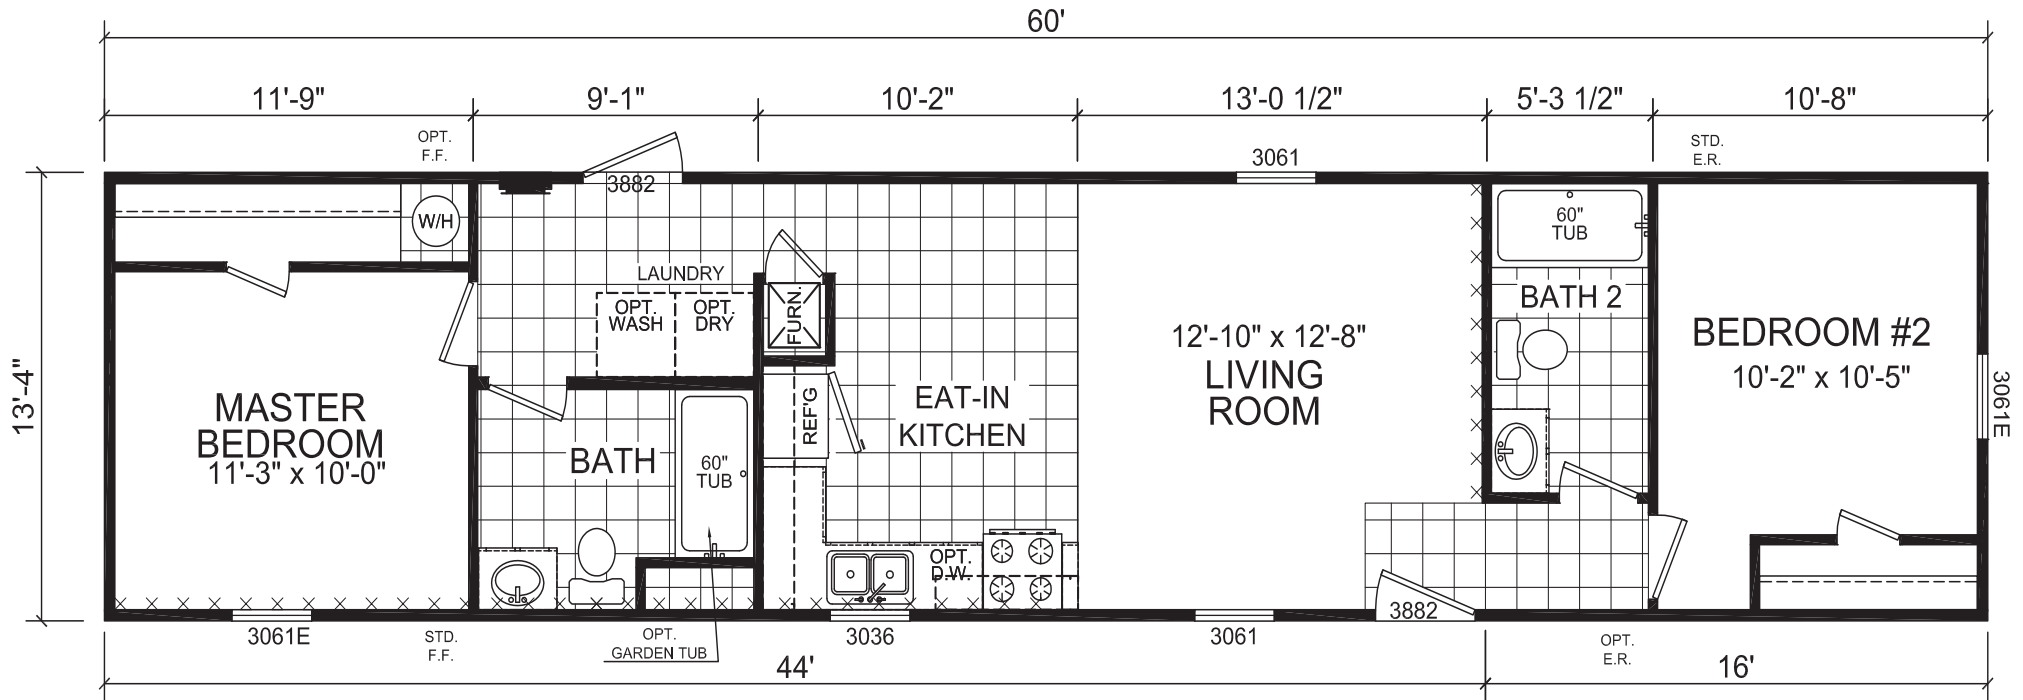 60'
11'-9"
9'-1"
10'-2"
13'-0 1/2"
5'-3 1/2"
10'-8"
OPT.
F.F.
STD.
E.R.
3061
3882
W/H
60"
TUB
LAUNDRY
OPT.
WASH
OPT.
DRY
FURN.
BATH 2
13'-4"
12'-10" x 12'-8"
LIVING
ROOM
BEDROOM #2
10'-2" x 10'-5"
3061E
MASTER
BEDROOM
11'-3" x 10'-0"
REF'G
EAT-IN
KITCHEN
BATH
60"
TUB
OPT.
D.W.
3061E
STD.
F.F.
OPT.
GARDEN TUB
3036
3061
3882
OPT.
E.R.
44'
16'